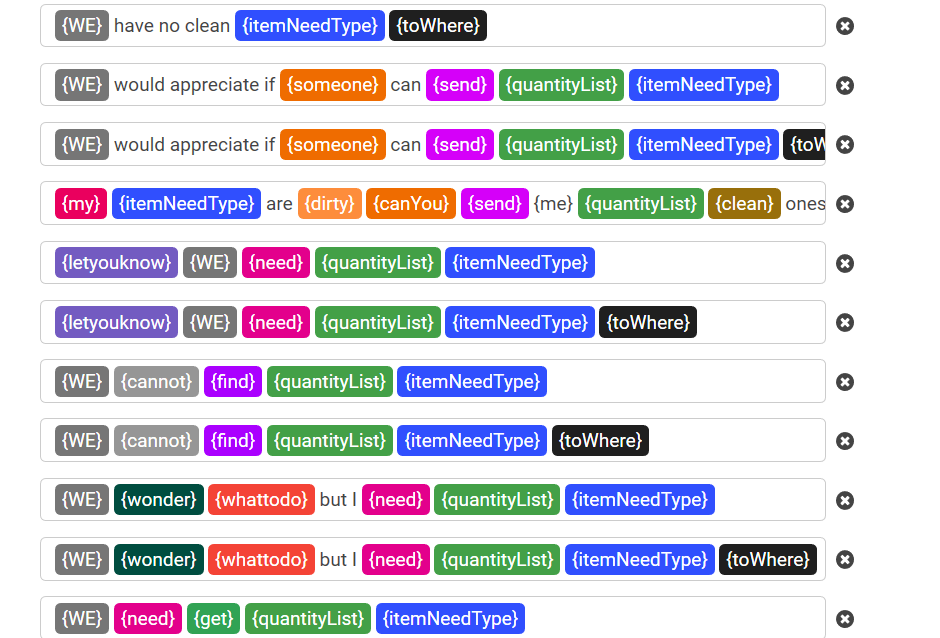 {WE} have no clean {itemNeedType} {toWhere}
{WE} would appreciate if {someone} can {send} {quantityList} {itemNeedType}
{WE} would appreciate if {someone} can {send} {quantityList} {itemNeedType} {toW
{my} {itemNeedType} are {dirty} {canYou} {send} {me} {quantityList} {clean} ones
{letyouknow} {WE} {need} {quantityList} {itemNeedType}
{letyouknow} {WE} {need} {quantityList} {itemNeedType} {toWhere}
{WE} {cannot} {find} {quantityList} {itemNeedType}
{WE} {cannot} {find} {quantityList} {itemNeedType} {toWhere}
{WE} {wonder} {whattodo} but I {need} {quantityList} {itemNeedType}
{WE} {wonder} {whattodo} but I {need} {quantityList} {itemNeedType} {toWhere}
{WE} {need} {get} {quantityList} {itemNeedType}